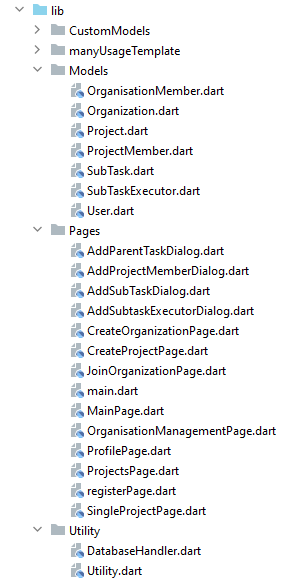 lib
CustomModels
manyUsageTemplate
Models
OrganisationMember.dart
Organization.dart
Project.dart
ProjectMember.dart
SubTask.dart
SubTaskExecutor.dart
User.dart
Pages
AddParentTaskDialog.dart
AddProjectMemberDialog.dart
AddSubTaskDialog.dart
AddSubtaskExecutorDialog.dart
CreateOrganizationPage.dart
CreateProjectPage.dart
JoinOrganizationPage.dart
main.dart
MainPage.dart
OrganisationManagementPage.dart
ProfilePage.dart
ProjectsPage.dart
registerPage.dart
SingleProjectPage.dart
Utility
DatabaseHandler.dart
Utility.dart